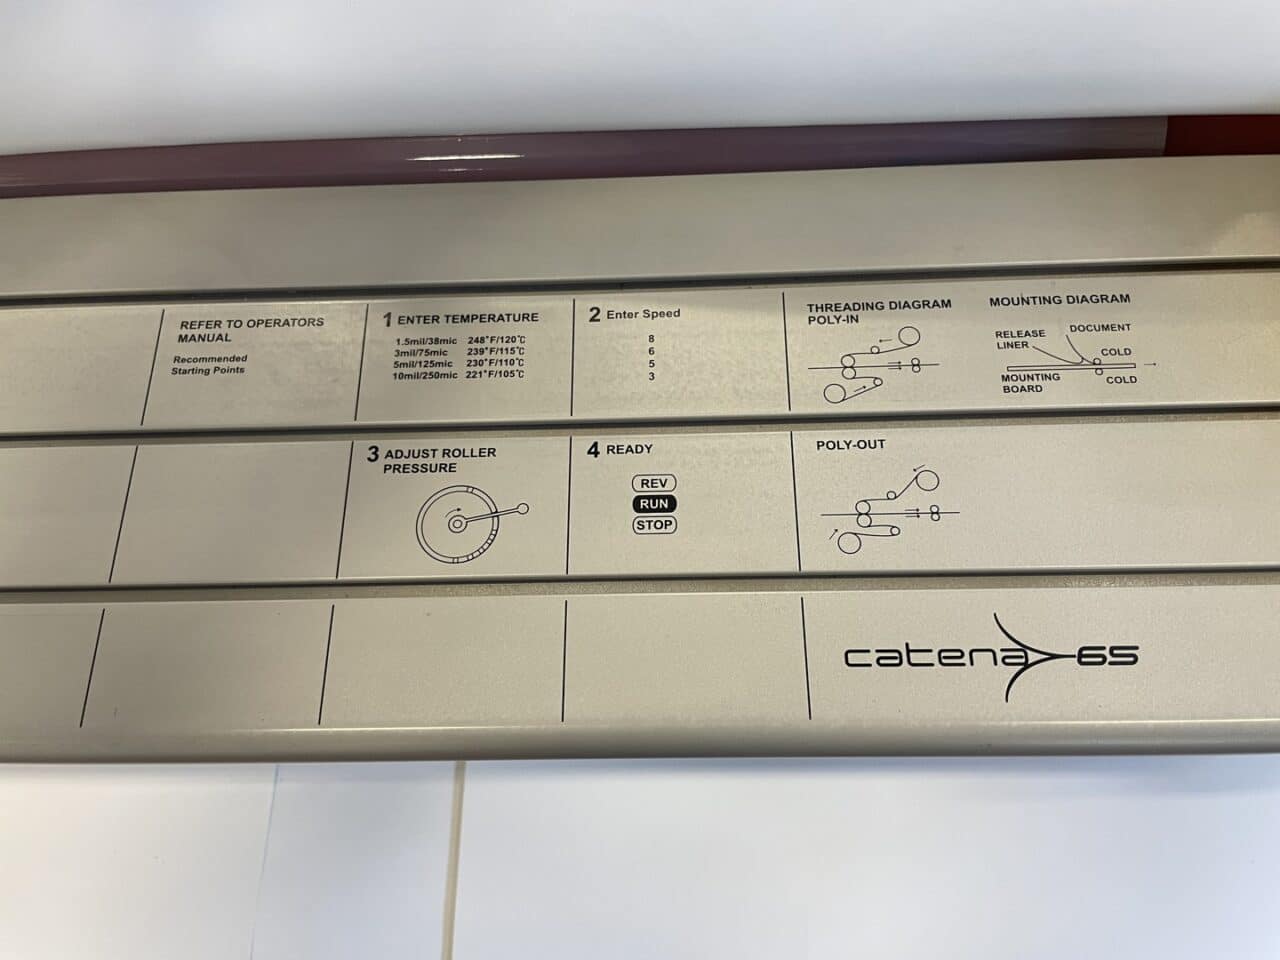 REFER TO OPERATORS
MANUAL
Recommended
Starting Points
1 ENTER TEMPERATURE
1.5mil/38mic 248°F/120°C
3mil/75mic 239°F/115°C
5mil/125mic 230°F/110°C
10mil/250mic 221°F/105°C
2 Enter Speed
8
6
5
3
THREADING DIAGRAM
POLY-IN
MOUNTING DIAGRAM
RELEASE
LINER
DOCUMENT
COLD
MOUNTING
BOARD
COLD
3 ADJUST ROLLER
PRESSURE
4 READY
REV
RUN
STOP
POLY-OUT
catena 65